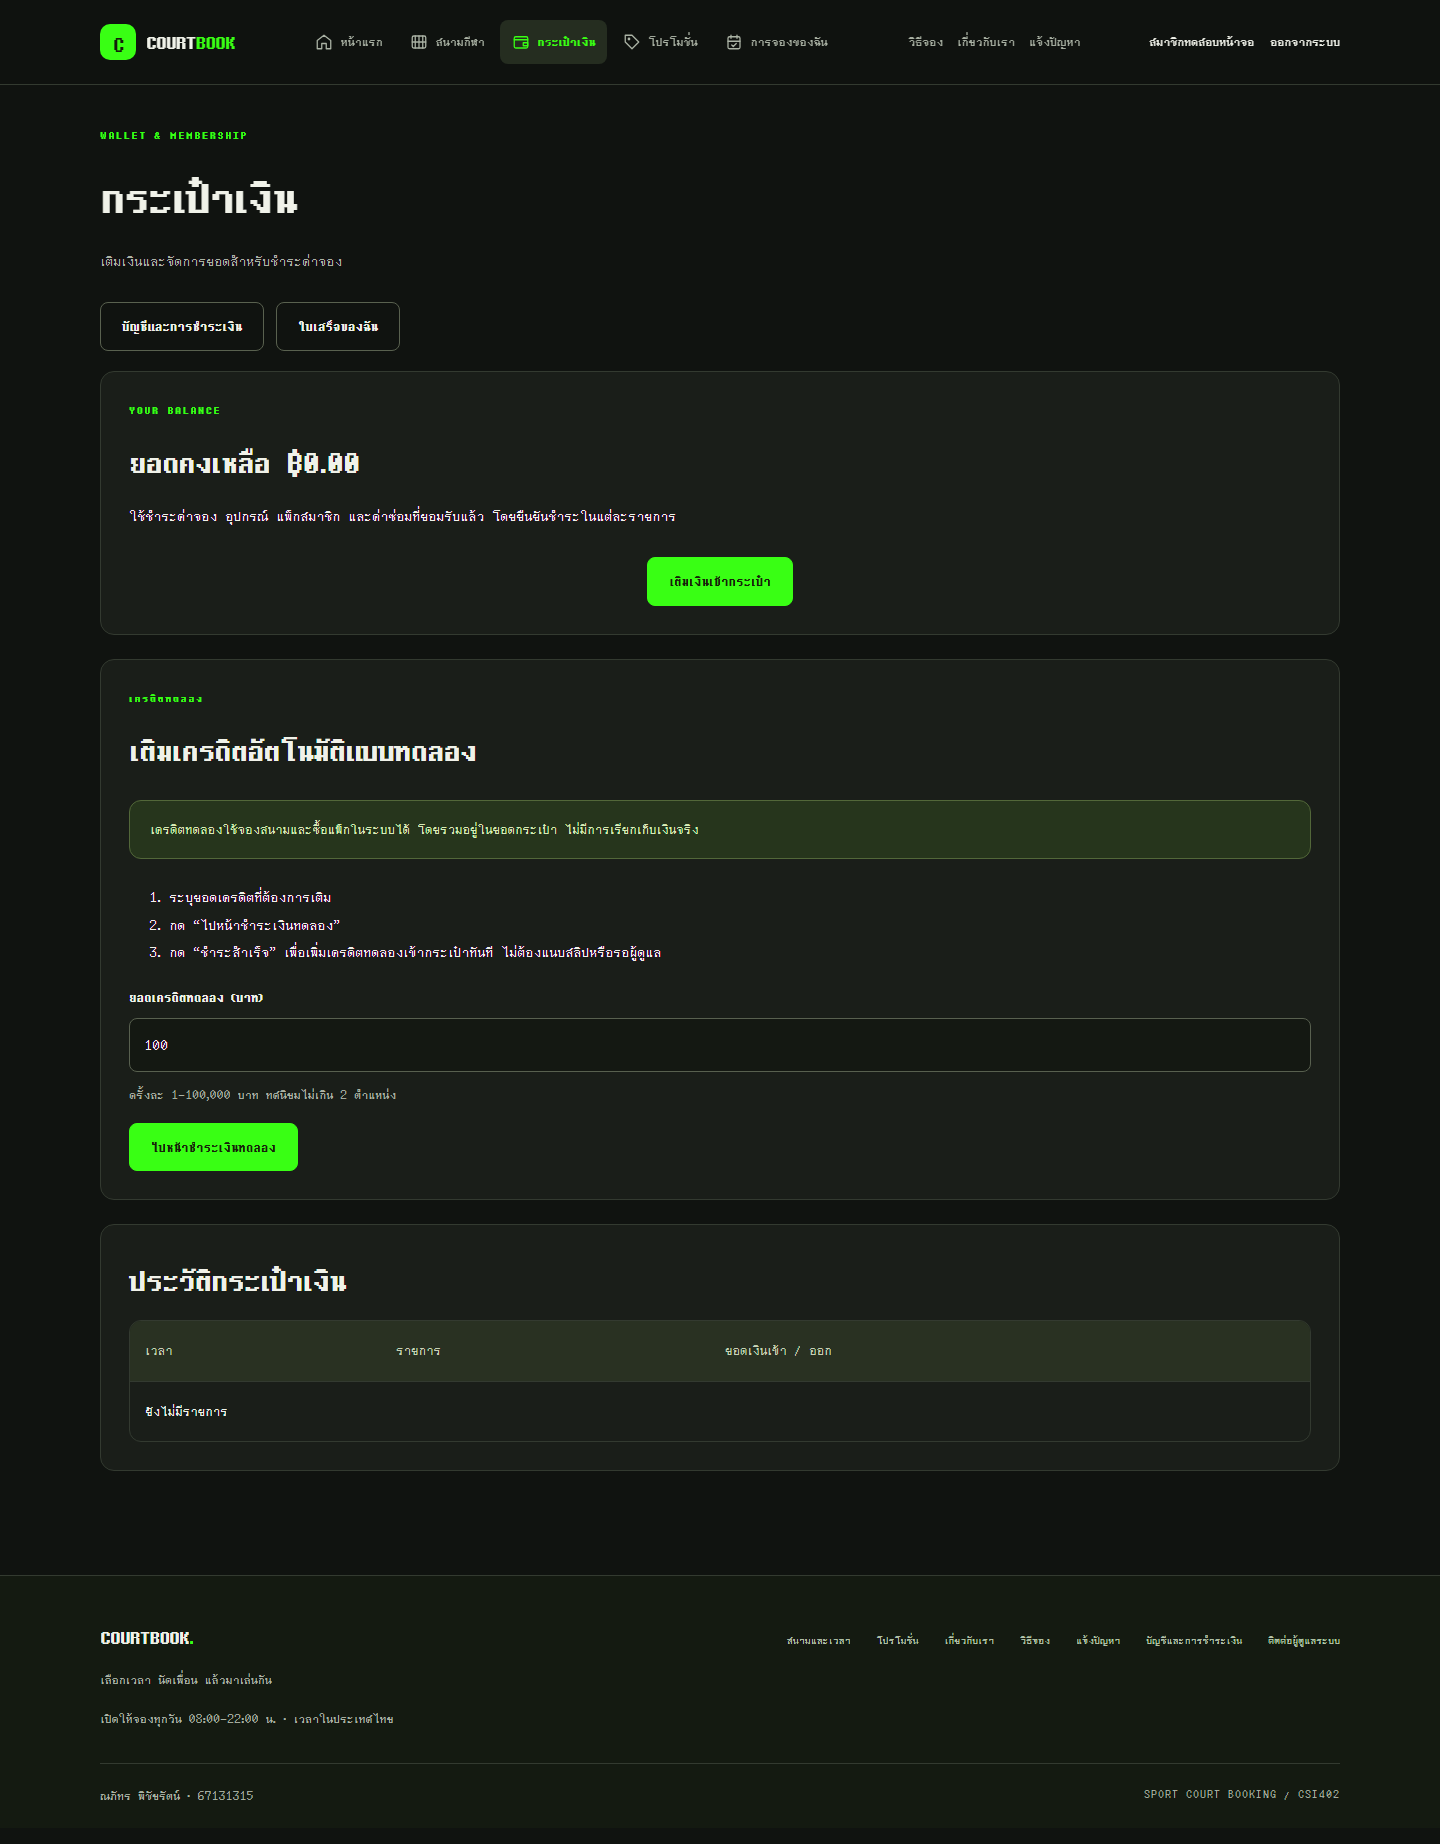 C COURTBOOK
หน้าแรก
สนามกีฬา
กระเป๋าเงิน
โปรโมชั่น
การจองของฉัน
วิธีจอง
เกี่ยวกับเรา
แจ้งปัญหา
สมาชิกทดสอบหน้าจอ
ออกจากระบบ
WALLET & MEMBERSHIP
กระเป๋าเงิน
เติมเงินและจัดการยอดสำหรับชำระค่าจอง
บัญชีและการชำระเงิน
ใบเสร็จของฉัน
YOUR BALANCE
ยอดคงเหลือ ฿0.00
ใช้ชำระค่าจอง อุปกรณ์ แพ็กสมาชิก และค่าซ่อมที่ยอมรับแล้ว โดยยืนยันชำระในแต่ละรายการ
เติมเงินเข้ากระเป๋า
เครดิตทดลอง
เติมเครดิตอัตโนมัติแบบทดลอง
เครดิตทดลองใช้จองสนามและซื้อแพ็กในระบบได้ โดยรวมอยู่ในยอดกระเป๋า ไม่มีการเรียกเก็บเงินจริง
1. ระบุยอดเครดิตที่ต้องการเติม
2. กด “ไปหน้าชำระเงินทดลอง”
3. กด “ชำระสำเร็จ” เพื่อเพิ่มเครดิตทดลองเข้ากระเป๋าทันที ไม่ต้องแนบสลิปหรือรอผู้ดูแล
ยอดเครดิตทดลอง (บาท)
100
ครั้งละ 1–100,000 บาท ทศนิยมไม่เกิน 2 ตำแหน่ง
ไปหน้าชำระเงินทดลอง
ประวัติกระเป๋าเงิน
เวลา
รายการ
ยอดเงินเข้า / ออก
ยังไม่มีรายการ
COURTBOOK.
สนามและเวลา
โปรโมชั่น
เกี่ยวกับเรา
วิธีจอง
แจ้งปัญหา
บัญชีและการชำระเงิน
ติดต่อผู้ดูแลระบบ
เลือกเวลา นัดเพื่อน แล้วมาเล่นกัน
เปิดให้จองทุกวัน 08:00–22:00 น. · เวลาในประเทศไทย
ณภัทร พิชัยรัตน์ · 67131315
SPORT COURT BOOKING / CSI402